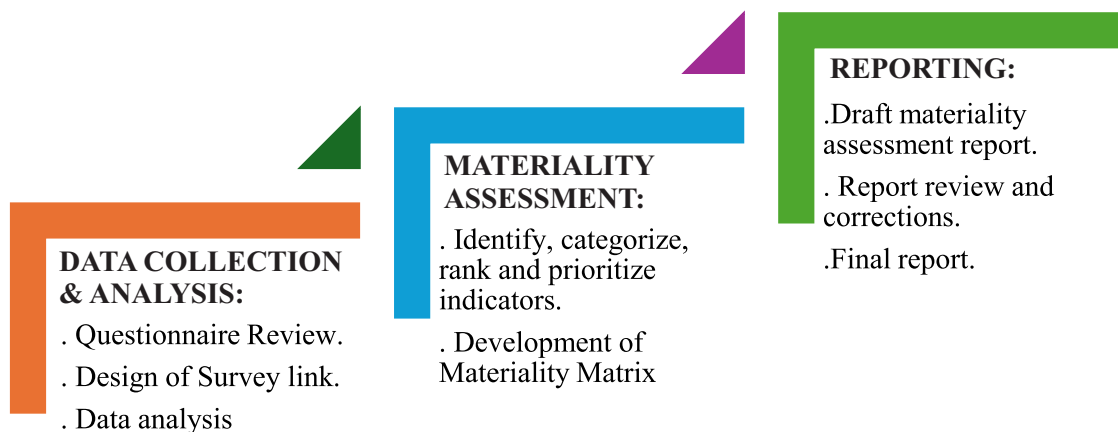 DATA COLLECTION
& ANALYSIS:
. Questionnaire Review.
. Design of Survey link.
. Data analysis
MATERIALITY
ASSESSMENT:
. Identify, categorize,
rank and prioritize
indicators.
. Development of
Materiality Matrix
REPORTING:
.Draft materiality
assessment report.
. Report review and
corrections.
.Final report.